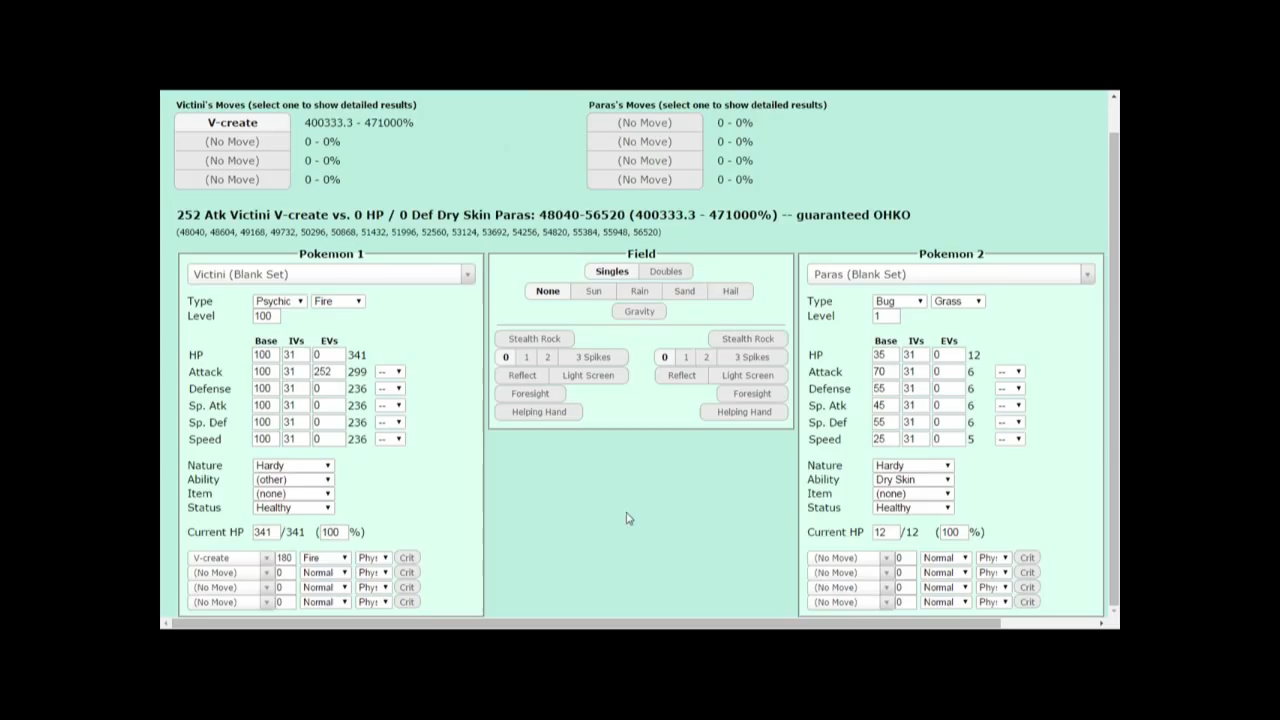 Victini's Moves (select one to show detailed results) Paras's Moves (select one to show detailed results)
V-create 400333.3 - 471000% (No Move) 0 - 0%
(No Move) 0 - 0% (No Move) 0 - 0%
(No Move) 0 - 0% (No Move) 0 - 0%
(No Move) 0 - 0% (No Move) 0 - 0%
252 Atk Victini V-create vs. 0 HP / 0 Def Dry Skin Paras: 48040-56520 (400333.3 - 471000%) -- guaranteed OHKO
(48040, 48604, 49168, 49732, 50296, 50868, 51432, 51996, 52560, 53124, 53692, 54256, 54820, 55384, 55948, 56520)
Pokemon 1 Field Pokemon 2
Victini (Blank Set) Singles Doubles Paras (Blank Set)
None Sun Rain Sand Hail
Type Psychic Fire Gravity Type Bug Grass
Level 100 Level 1
Stealth Rock Stealth Rock
Base IVs EVs Base IVs EVs
HP 100 31 0 341 0 1 2 3 Spikes 0 1 2 3 Spikes HP 35 31 0 12
Attack 100 31 252 299 -- Reflect Light Screen Reflect Light Screen Attack 70 31 0 6 --
Defense 100 31 0 236 -- Foresight Foresight Defense 55 31 0 6 --
Sp. Atk 100 31 0 236 -- Helping Hand Helping Hand Sp. Atk 45 31 0 6 --
Sp. Def 100 31 0 236 -- Sp. Def 55 31 0 6 --
Speed 100 31 0 236 -- Speed 25 31 0 5 --
Nature Hardy Nature Hardy
Ability (other) Ability Dry Skin
Item (none) Item (none)
Status Healthy Status Healthy
Current HP 341 /341 (100 %) Current HP 12 /12 (100 %)
V-create 180 Fire Phys Crit (No Move) 0 Normal Phys Crit
(No Move) 0 Normal Phys Crit (No Move) 0 Normal Phys Crit
(No Move) 0 Normal Phys Crit (No Move) 0 Normal Phys Crit
(No Move) 0 Normal Phys Crit (No Move) 0 Normal Phys Crit